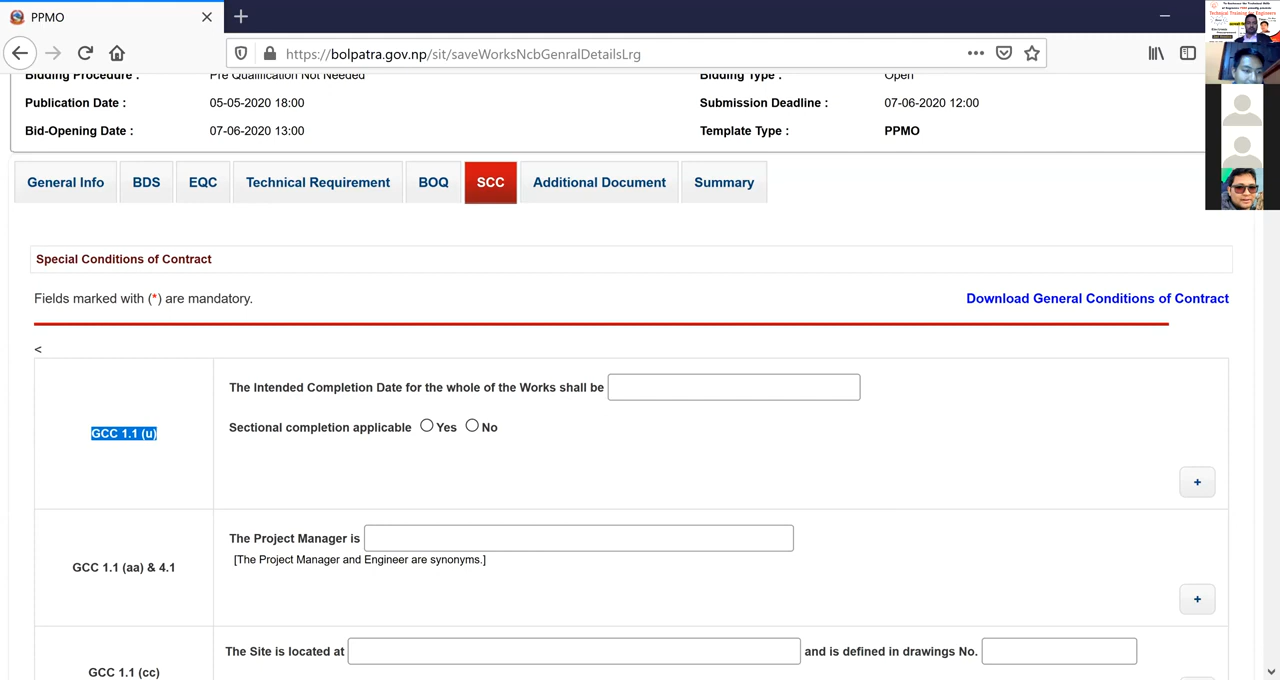 PPMO
https://bolpatra.gov.np/sit/saveWorksNcbGenralDetailsLrg
Technical Training for Engineers
Bidding Procedure : Pre Qualification Not Needed Bidding Type : Open
Publication Date : 05-05-2020 18:00 Submission Deadline : 07-06-2020 12:00
Bid-Opening Date : 07-06-2020 13:00 Template Type : PPMO
General Info BDS EQC Technical Requirement BOQ SCC Additional Document Summary
Special Conditions of Contract
Fields marked with (*) are mandatory. Download General Conditions of Contract
<
The Intended Completion Date for the whole of the Works shall be
GCC 1.1 (u) Sectional completion applicable Yes No
+
The Project Manager is
[The Project Manager and Engineer are synonyms.]
GCC 1.1 (aa) & 4.1
+
The Site is located at and is defined in drawings No.
GCC 1.1 (cc)